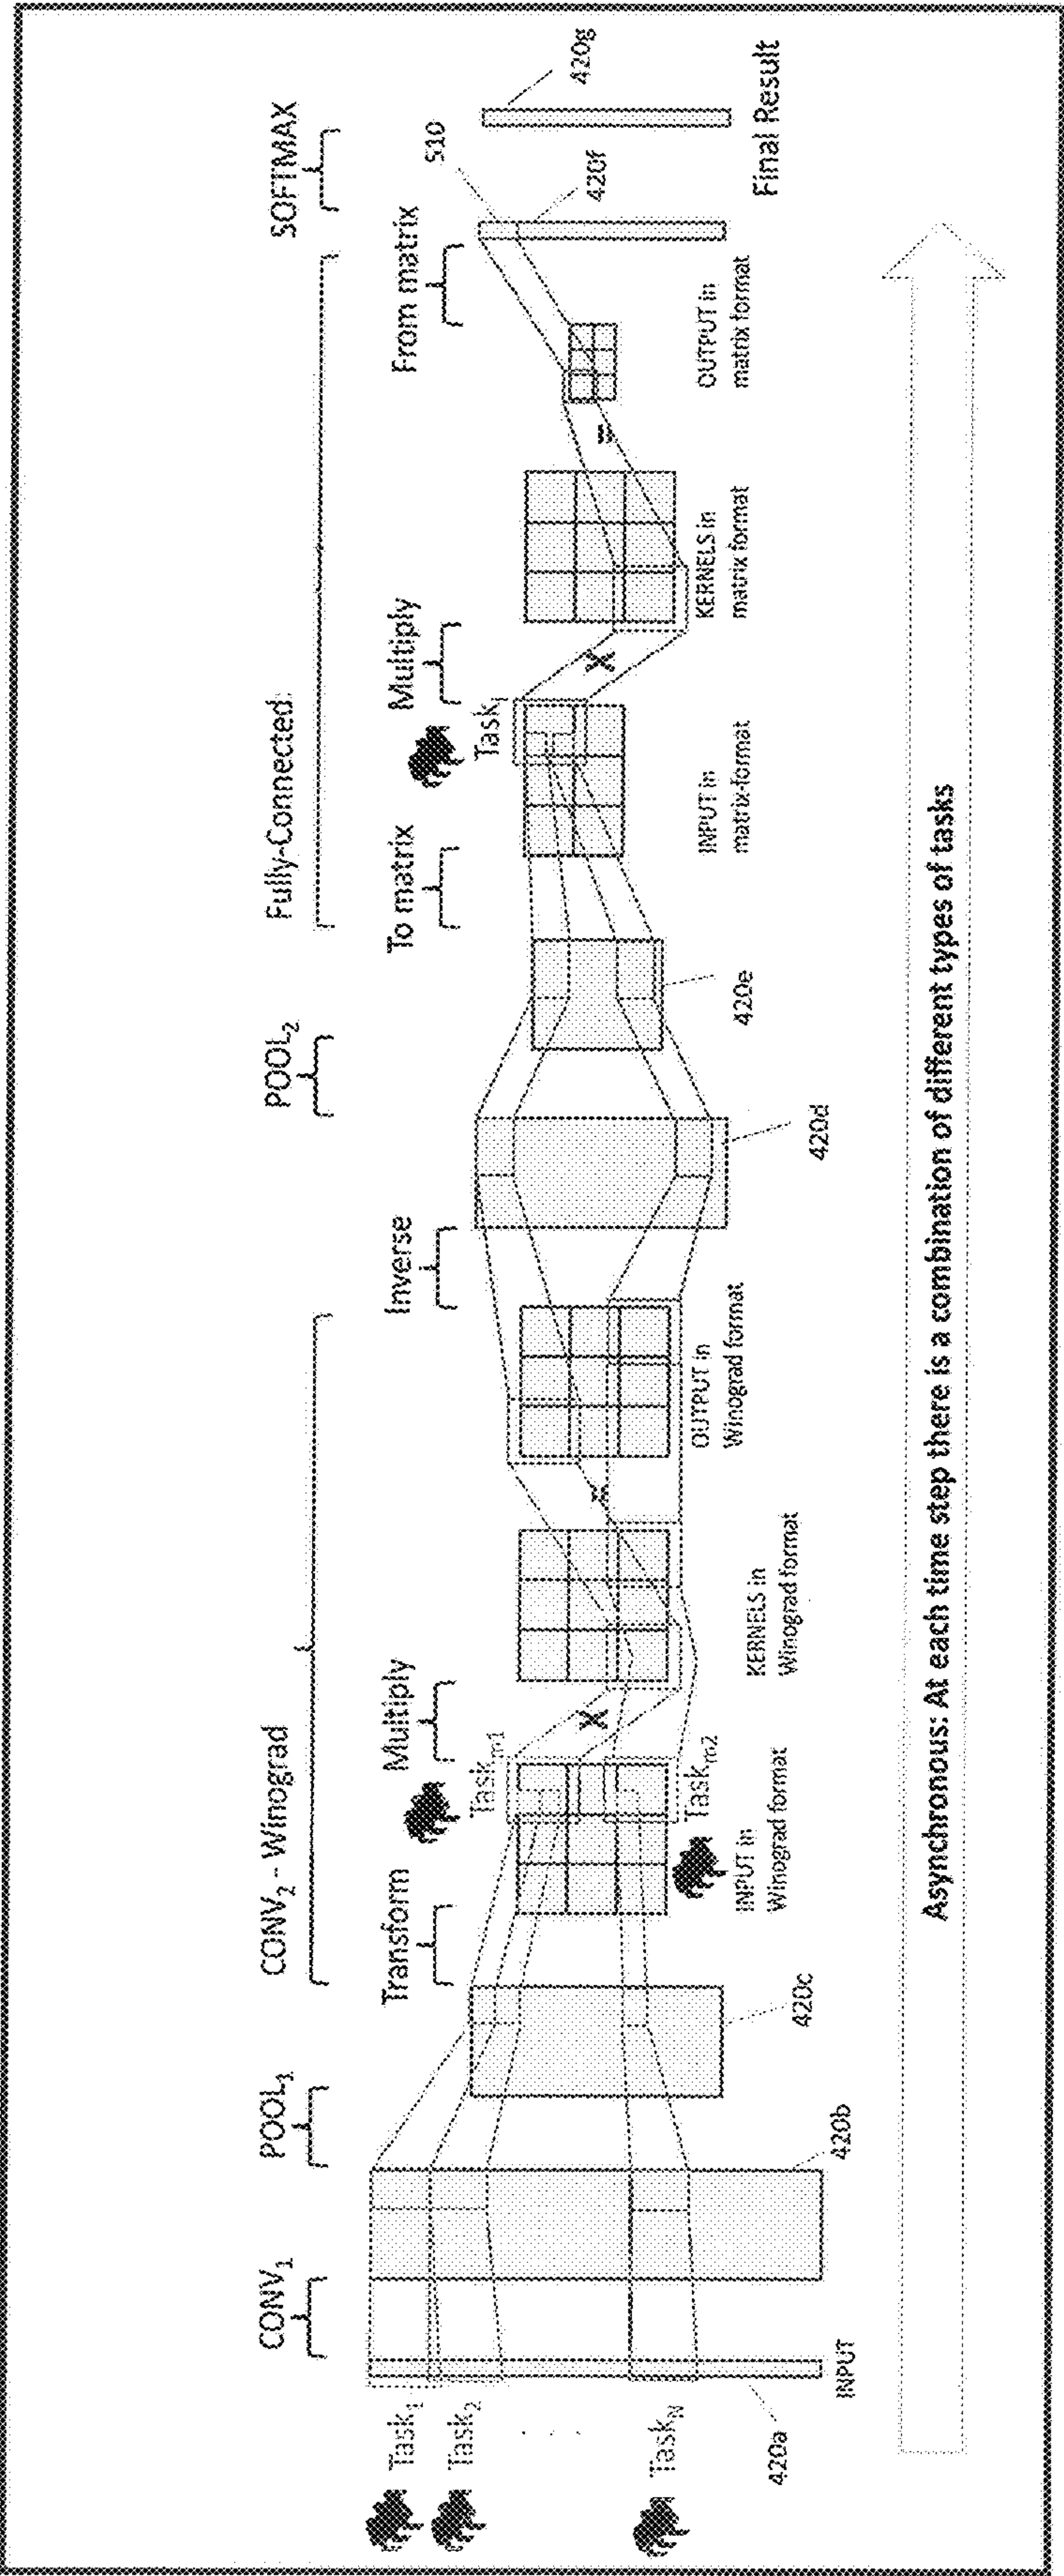 CONV1
POOL1
CONV2 - Winograd
POOL2
Fully-Connected
SOFTMAX
Transform
Multiply
Inverse
To matrix
Multiply
From matrix
Task1
Task2
. . . .
TaskN
Taskm1
Taskm2
Taski
X
=
X
=
510
420a
420b
420c
420d
420e
420f
420g
INPUT
INPUT in
Winograd format
KERNELS in
Winograd format
OUTPUT in
Winograd format
INPUT in
matrix-format
KERNELS in
matrix format
OUTPUT in
matrix format
Final Result
Asynchronous: At each time step there is a combination of different types of tasks